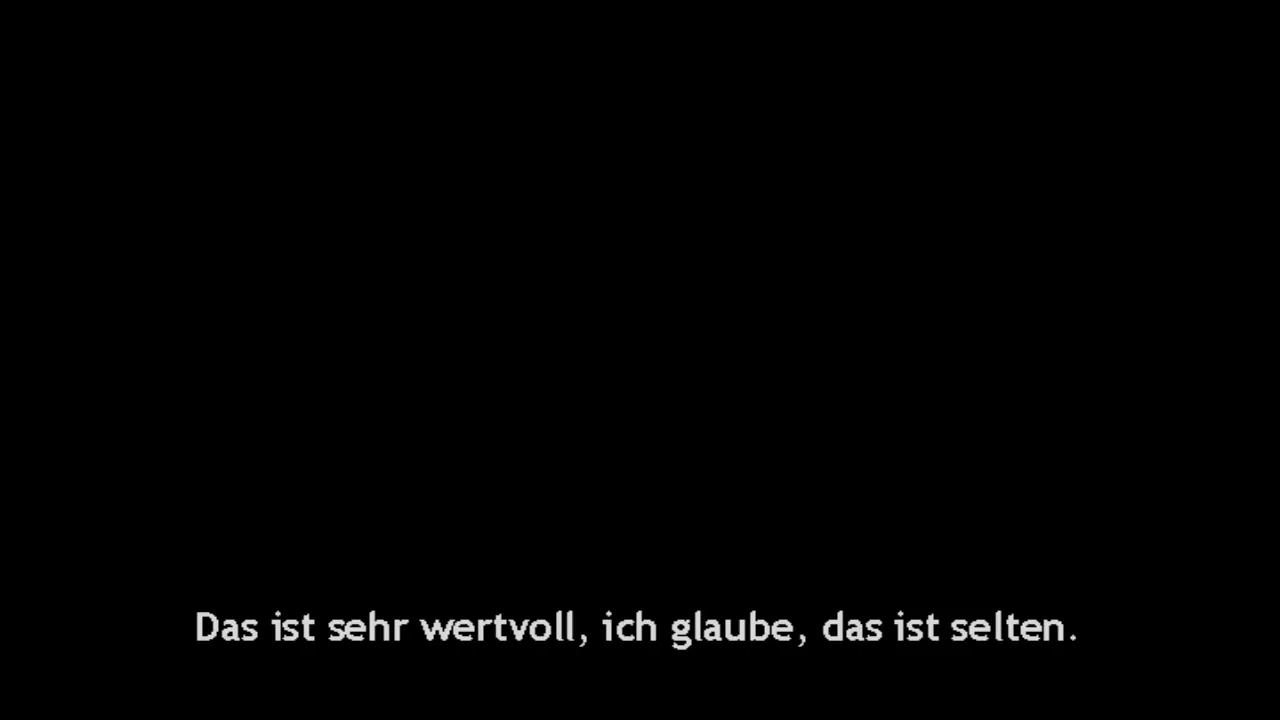 Das ist sehr wertvoll, ich glaube, das ist selten.